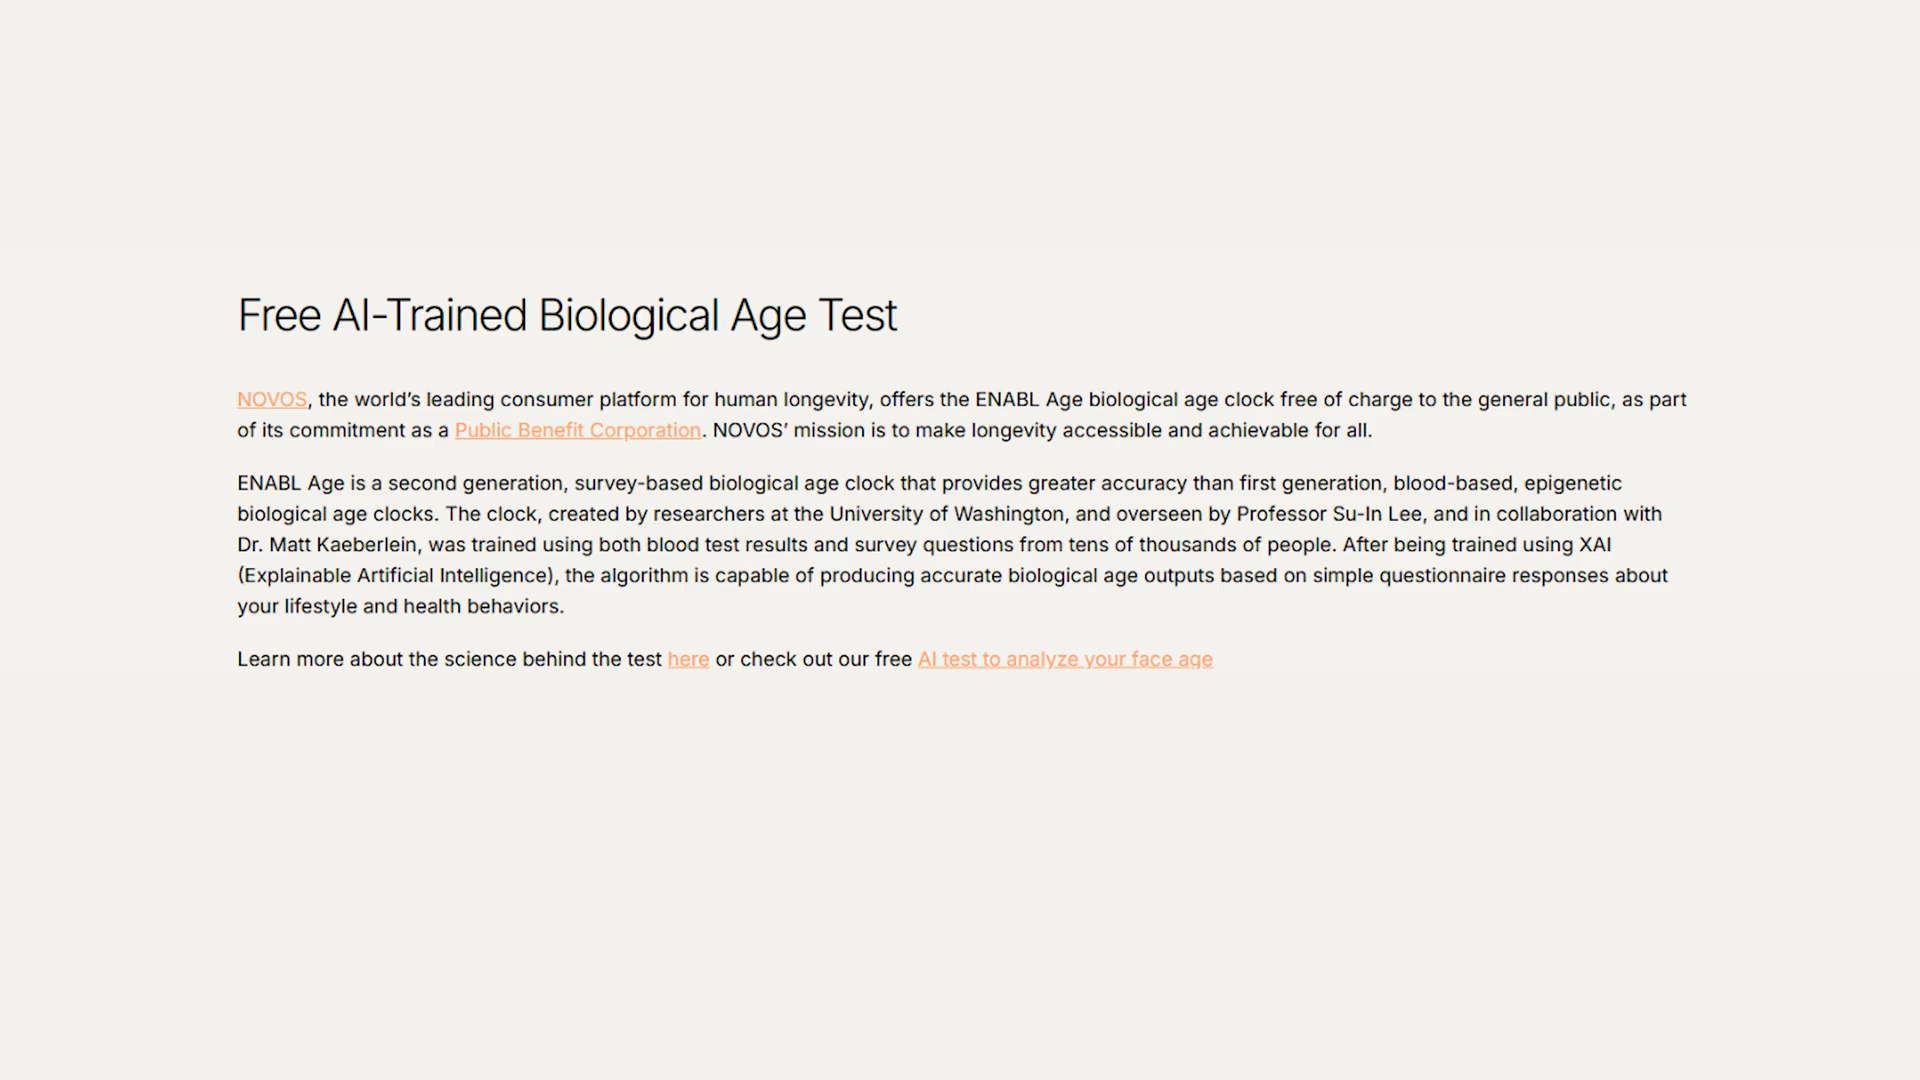 Free AI-Trained Biological Age Test
NOVOS, the world’s leading consumer platform for human longevity, offers the ENABL Age biological age clock free of charge to the general public, as part
of its commitment as a Public Benefit Corporation. NOVOS’ mission is to make longevity accessible and achievable for all.
ENABL Age is a second generation, survey-based biological age clock that provides greater accuracy than first generation, blood-based, epigenetic
biological age clocks. The clock, created by researchers at the University of Washington, and overseen by Professor Su-In Lee, and in collaboration with
Dr. Matt Kaeberlein, was trained using both blood test results and survey questions from tens of thousands of people. After being trained using XAI
(Explainable Artificial Intelligence), the algorithm is capable of producing accurate biological age outputs based on simple questionnaire responses about
your lifestyle and health behaviors.
Learn more about the science behind the test here or check out our free AI test to analyze your face age